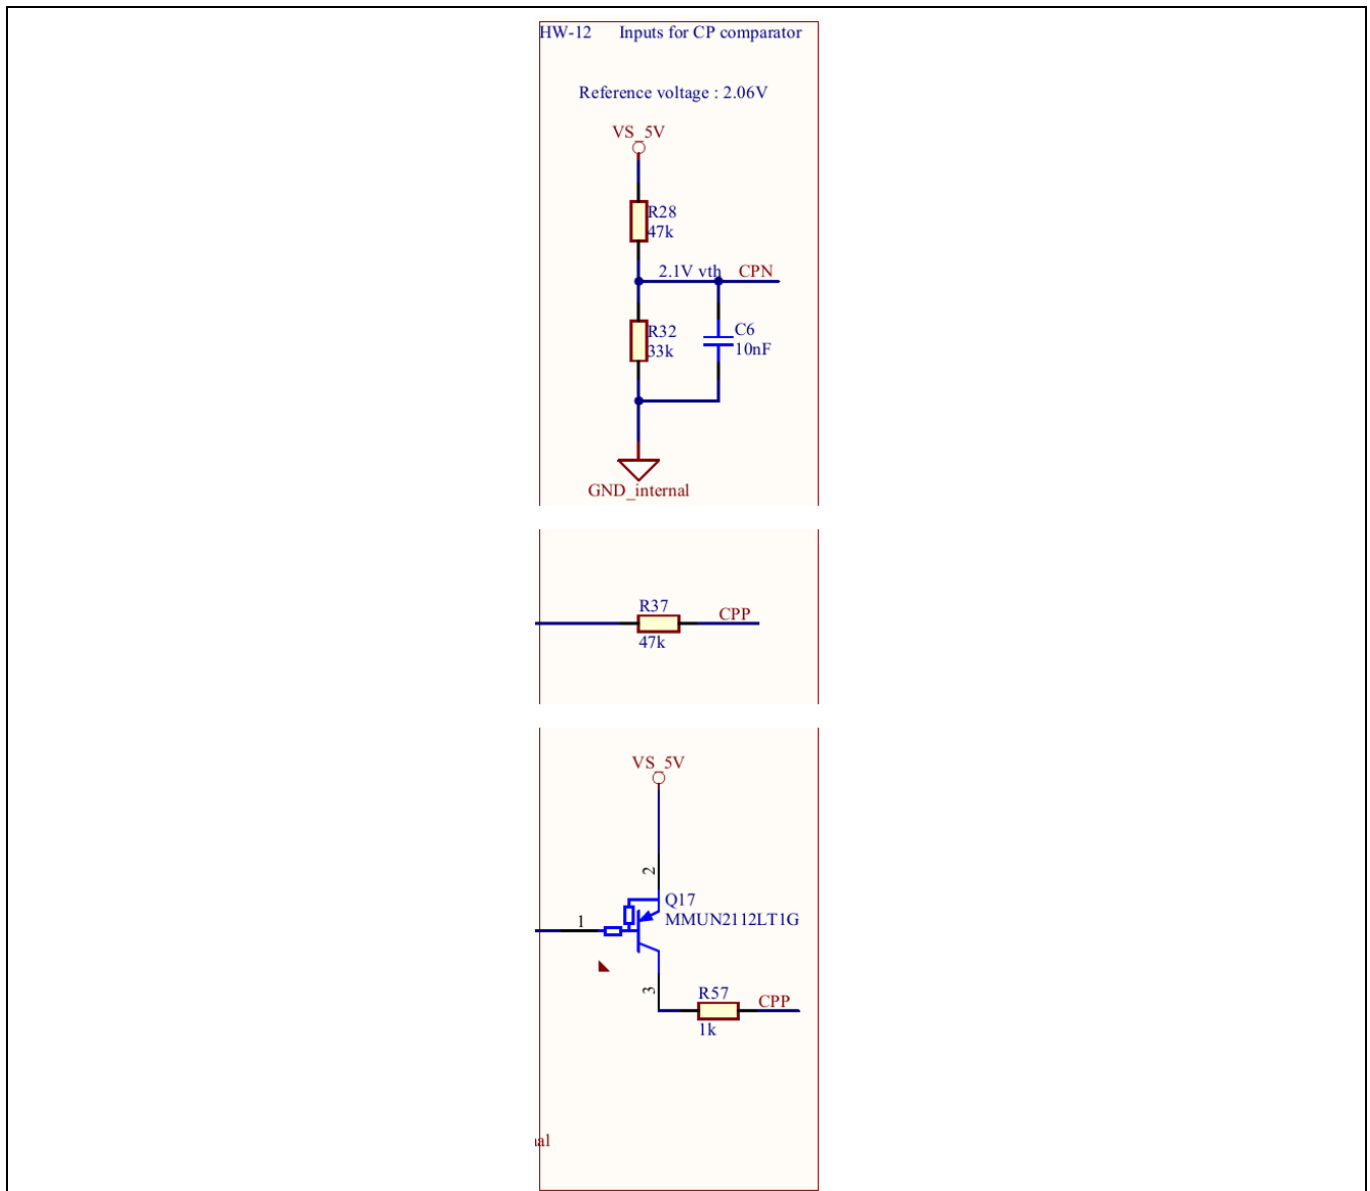 HW-12 Inputs for CP comparator
Reference voltage : 2.06V
VS_5V
R28
47k
2.1V vth CPN
R32
33k
C6
10nF
GND_internal
R37
CPP
47k
VS_5V
2
Q17
MMUN2112LT1G
1
3
R57
CPP
1k
al